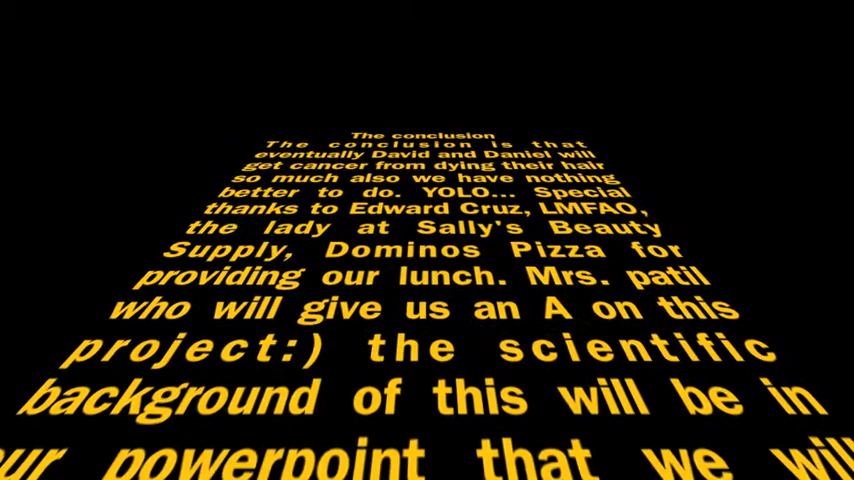 The conclusion
The conclusion is that
eventually David and Daniel will
get cancer from dying their hair
so much also we have nothing
better to do. YOLO... Special
thanks to Edward Cruz, LMFAO,
the lady at Sally's Beauty
Supply, Dominos Pizza for
providing our lunch. Mrs. patil
who will give us an A on this
project:) the scientific
background of this will be in
powerpoint that we